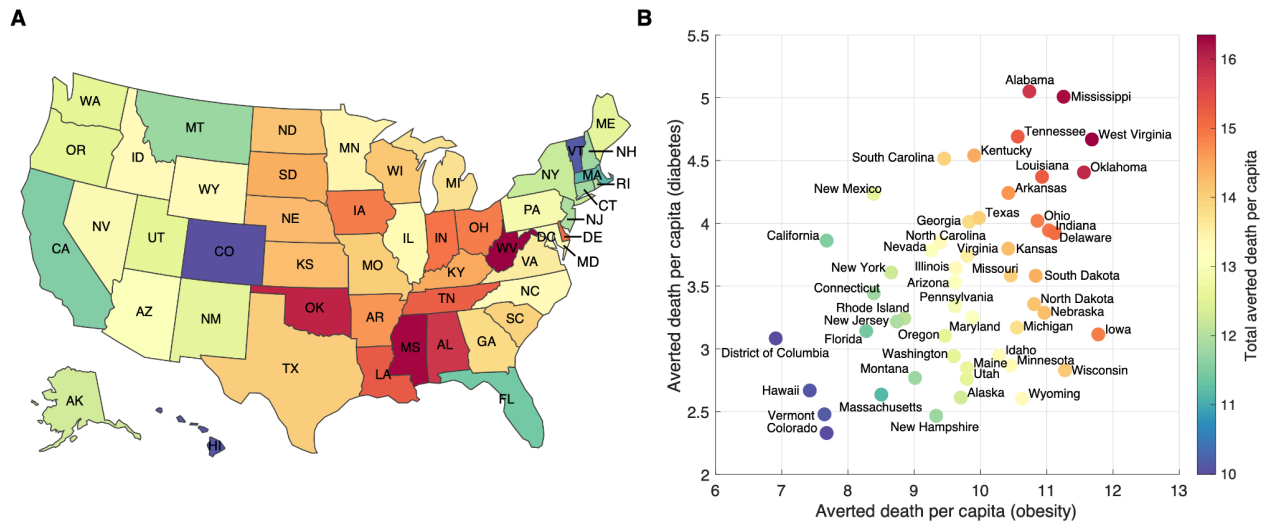 A
WA
OR
CA
ID
NV
MT
WY
UT
AZ
CO
NM
ND
SD
NE
KS
OK
TX
MN
IA
MO
AR
LA
WI
IL
MI
IN
OH
KY
TN
MS
AL
GA
FL
SC
NC
VA
WV
DC
PA
NY
VT
ME
NH
MA
RI
CT
NJ
DE
MD
AK
HI
B
5.5
5
4.5
4
3.5
3
2.5
2
Averted death per capita (diabetes)
Alabama
Mississippi
Tennessee
West Virginia
Kentucky
South Carolina
Louisiana
Oklahoma
New Mexico
Arkansas
Georgia
Texas
Ohio
Indiana
Delaware
California
North Carolina
Nevada
Virginia
Kansas
New York
Illinois
Missouri
South Dakota
Arizona
Connecticut
Pennsylvania
North Dakota
Rhode Island
Nebraska
New Jersey
Maryland
Michigan
Iowa
Florida
Oregon
District of Columbia
Washington
Idaho
Minnesota
Maine
Wisconsin
Montana
Utah
Hawaii
Alaska
Wyoming
Massachusetts
Vermont
Colorado
New Hampshire
6 7 8 9 10 11 12 13
Averted death per capita (obesity)
16
15
14
13
12
11
10
Total averted death per capita